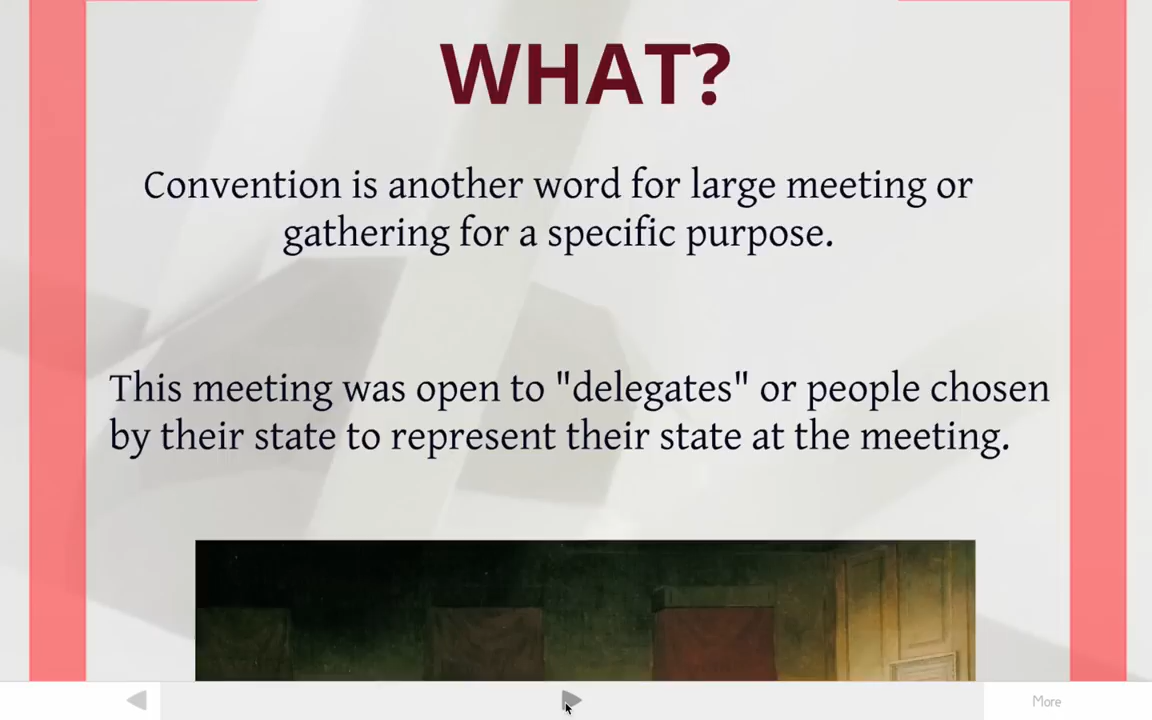 WHAT?
Convention is another word for large meeting or
gathering for a specific purpose.
This meeting was open to "delegates" or people chosen
by their state to represent their state at the meeting.
More